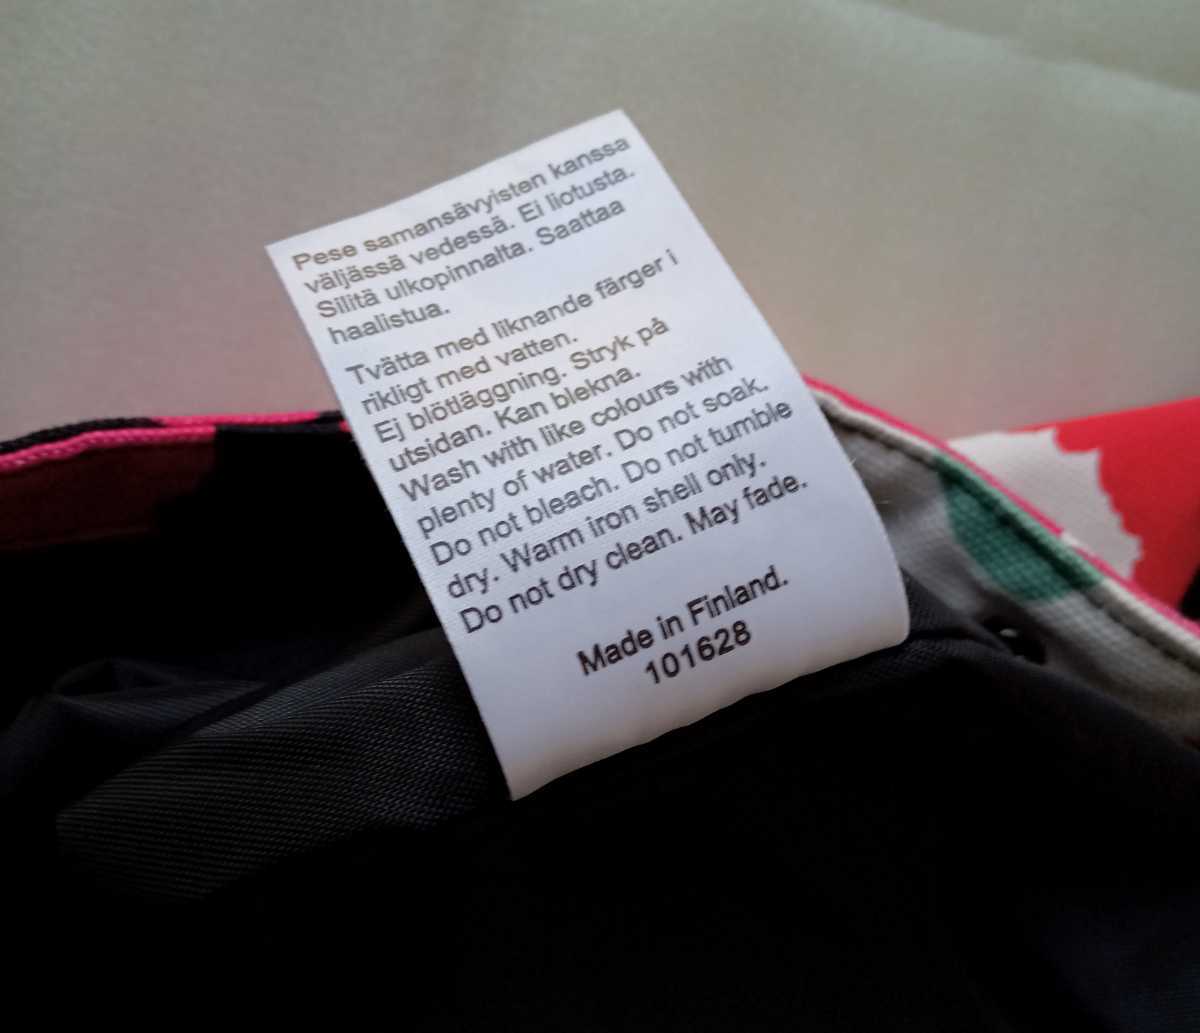 Pese samansävyisten kanssa
väljässä vedessä. Ei liotusta.
Silitä ulkopinnalta. Saattaa
haalistua.
Tvätta med liknande färger i
rikligt med vatten.
Ej blötläggning. Stryk på
utsidan. Kan blekna.
Wash with like colours with
plenty of water. Do not soak.
Do not bleach. Do not tumble
dry. Warm iron shell only.
Do not dry clean. May fade.
Made in Finland.
101628